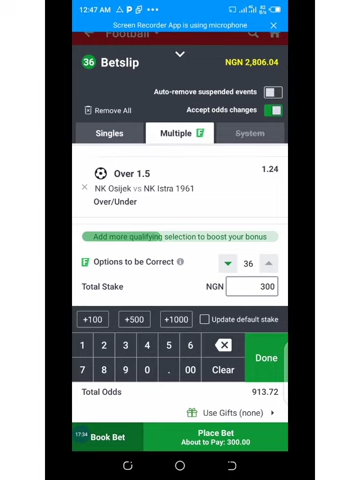 12:47 AM
Screen Recorder App is using microphone
Football
36 Betslip
NGN 2,806.04
Auto-remove suspended events
Remove All
Accept odds changes
Singles
Multiple F
System
Over 1.5
1.24
NK Osijek vs NK Istra 1961
Over/Under
Add more qualifying selection to boost your bonus
F Options to be Correct
36
Total Stake
NGN
300
+100
+500
+1000
Update default stake
1 2 3 4 5 6
7 8 9 0 . 00 Clear
Done
Total Odds
913.72
Use Gifts (none)
17:34
Book Bet
Place Bet
About to Pay: 300.00